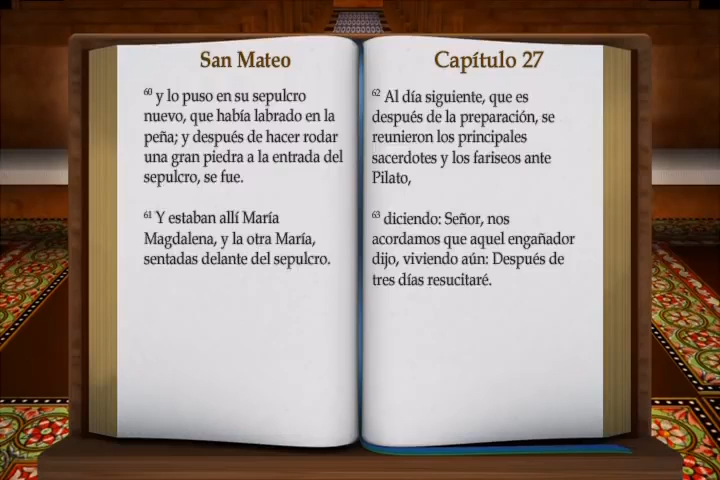 San Mateo
60 y lo puso en su sepulcro
nuevo, que había labrado en la
peña; y después de hacer rodar
una gran piedra a la entrada del
sepulcro, se fue.
61 Y estaban allí María
Magdalena, y la otra María,
sentadas delante del sepulcro.
Capítulo 27
62 Al día siguiente, que es
después de la preparación, se
reunieron los principales
sacerdotes y los fariseos ante
Pilato,
63 diciendo: Señor, nos
acordamos que aquel engañador
dijo, viviendo aún: Después de
tres días resucitaré.